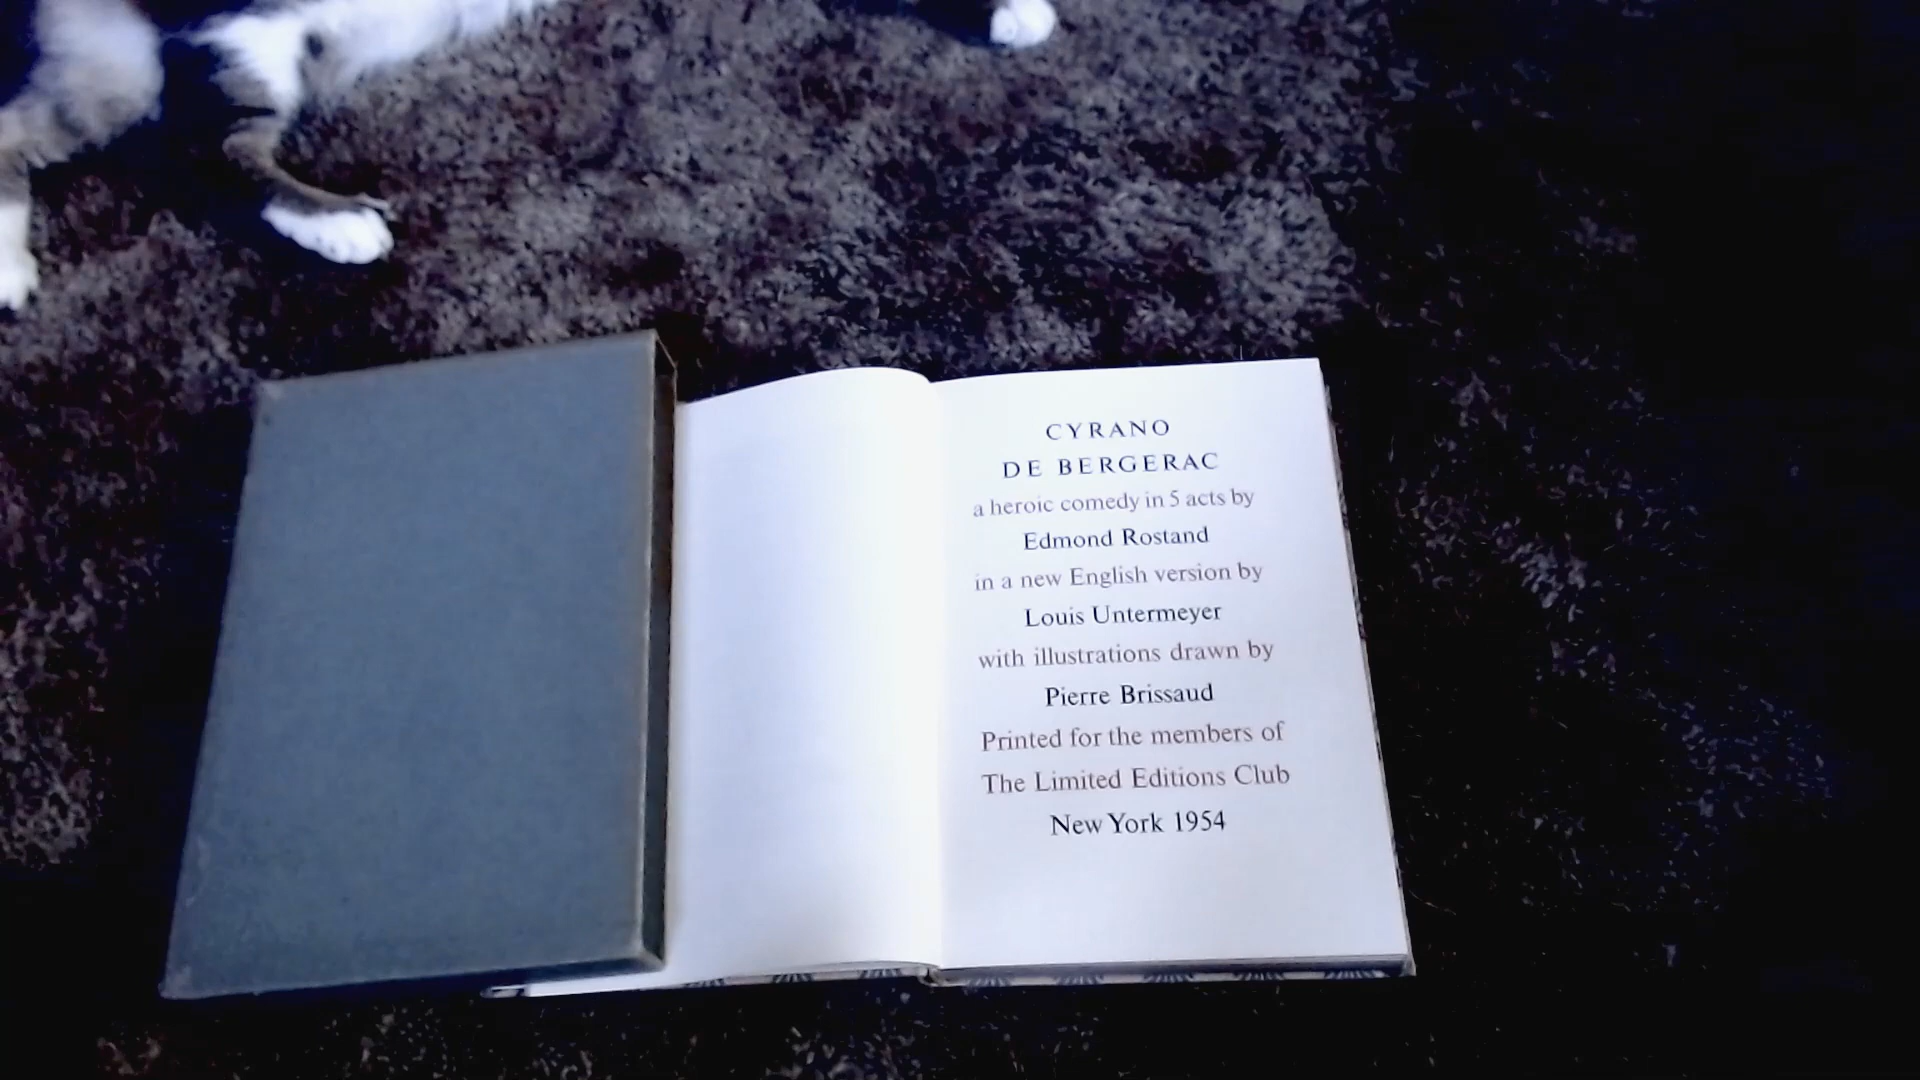 CYRANO
DE BERGERAC
a heroic comedy in 5 acts by
Edmond Rostand
in a new English version by
Louis Untermeyer
with illustrations drawn by
Pierre Brissaud
Printed for the members of
The Limited Editions Club
New York 1954